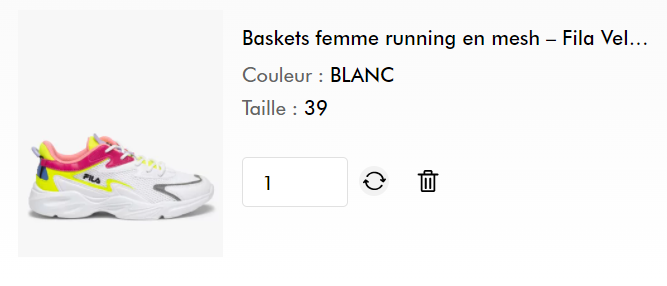 Baskets femme running en mesh – Fila Vel...
Couleur : BLANC
Taille : 39
FILA
1